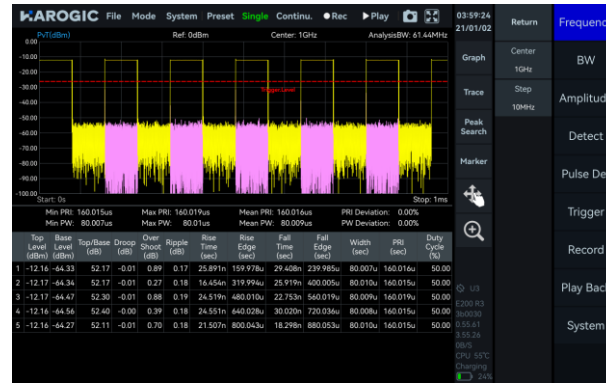 HAROGIC File Mode System Preset Single Continu. ●Rec ▶Play
03:59:24
21/01/02
PvT(dBm) Ref: 0dBm Center: 1GHz AnalysisBW: 61.44MHz
0.00
-10.00
-20.00
-30.00
Trigger Level
-40.00
-50.00
-60.00
-70.00
-80.00
90.00
-100.00
Start: 0s Stop: 1ms
Min PRI: 160.015us Max PRI: 160.019us Mean PRI: 160.016us PRI Deviation: 0.00%
Min PW: 80.007us Max PW: 80.01us Mean PW: 80.009us PW Deviation: 0.00%
Top Level (dBm) Base Level (dBm) Top/Base (dB) Droop (dB) Over Shoot (dB) Ripple (dB) Rise Time (sec) Rise Edge (sec) Fall Time (sec) Fall Edge (sec) Width (sec) PRI (sec) Duty Cycle (%)
1 -12.16 -64.33 52.17 -0.01 0.89 0.17 25.891n 159.978u 29.408n 239.985u 80.007u 160.016u 50.00
2 -12.17 -64.34 52.17 -0.01 0.27 0.18 16.454n 319.994u 25.919n 400.005u 80.010u 160.015u 50.00
3 -12.17 -64.47 52.30 -0.01 0.88 0.19 24.519n 480.010u 22.753n 560.019u 80.009u 160.019u 50.00
4 -12.16 -64.56 52.40 -0.00 0.39 0.18 24.551n 640.028u 30.020n 720.036u 80.008u 160.015u 50.00
5 -12.16 -64.27 52.11 -0.01 0.70 0.18 21.507n 800.043u 18.298n 880.053u 80.010u 160.015u 50.00
Graph
Trace
Peak
Search
Marker
U3
E200 R3
3b0030
0.55.61
3.55.26
0B/S
CPU 55°C
Charging
24%
Return
Center
1GHz
Step
10MHz
Frequenc
BW
Amplitud
Detect
Pulse De
Trigger
Record
Play Bac
System